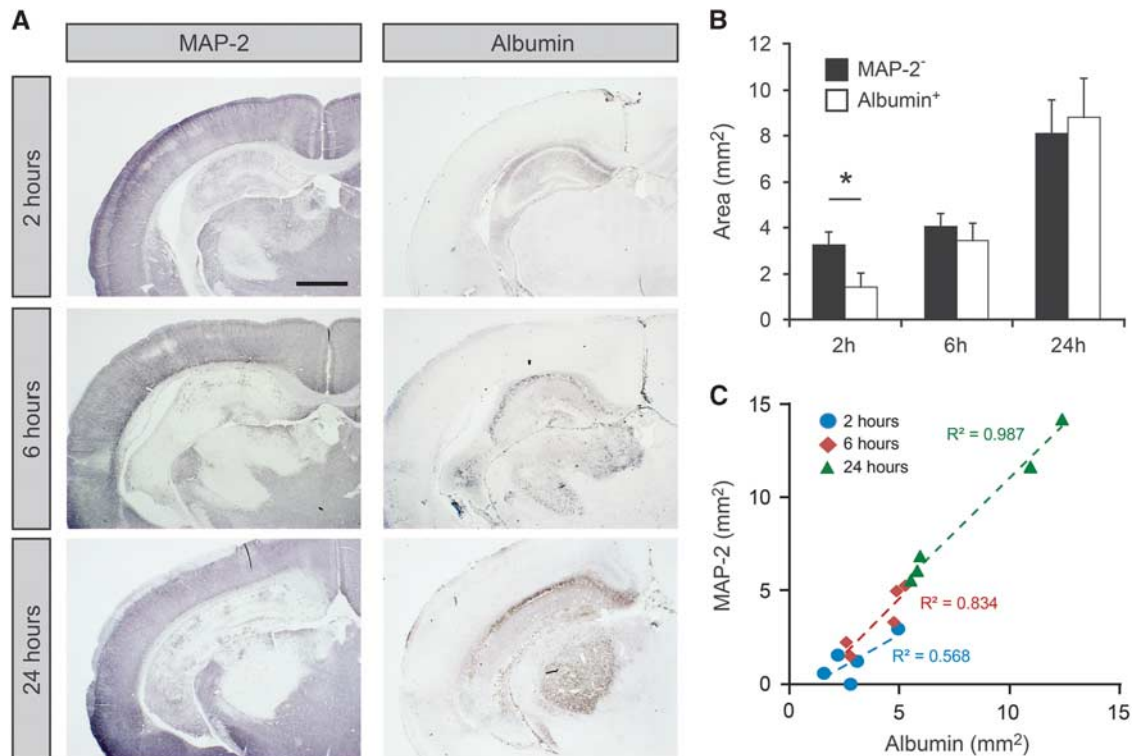 A
MAP-2
Albumin
2 hours
6 hours
24 hours
B
MAP-2⁻
Albumin⁺
*
Area (mm²)
12
10
8
6
4
2
0
2h
6h
24h
C
2 hours
6 hours
24 hours
R² = 0.987
R² = 0.834
R² = 0.568
MAP-2 (mm²)
15
10
5
0
0
5
10
15
Albumin (mm²)